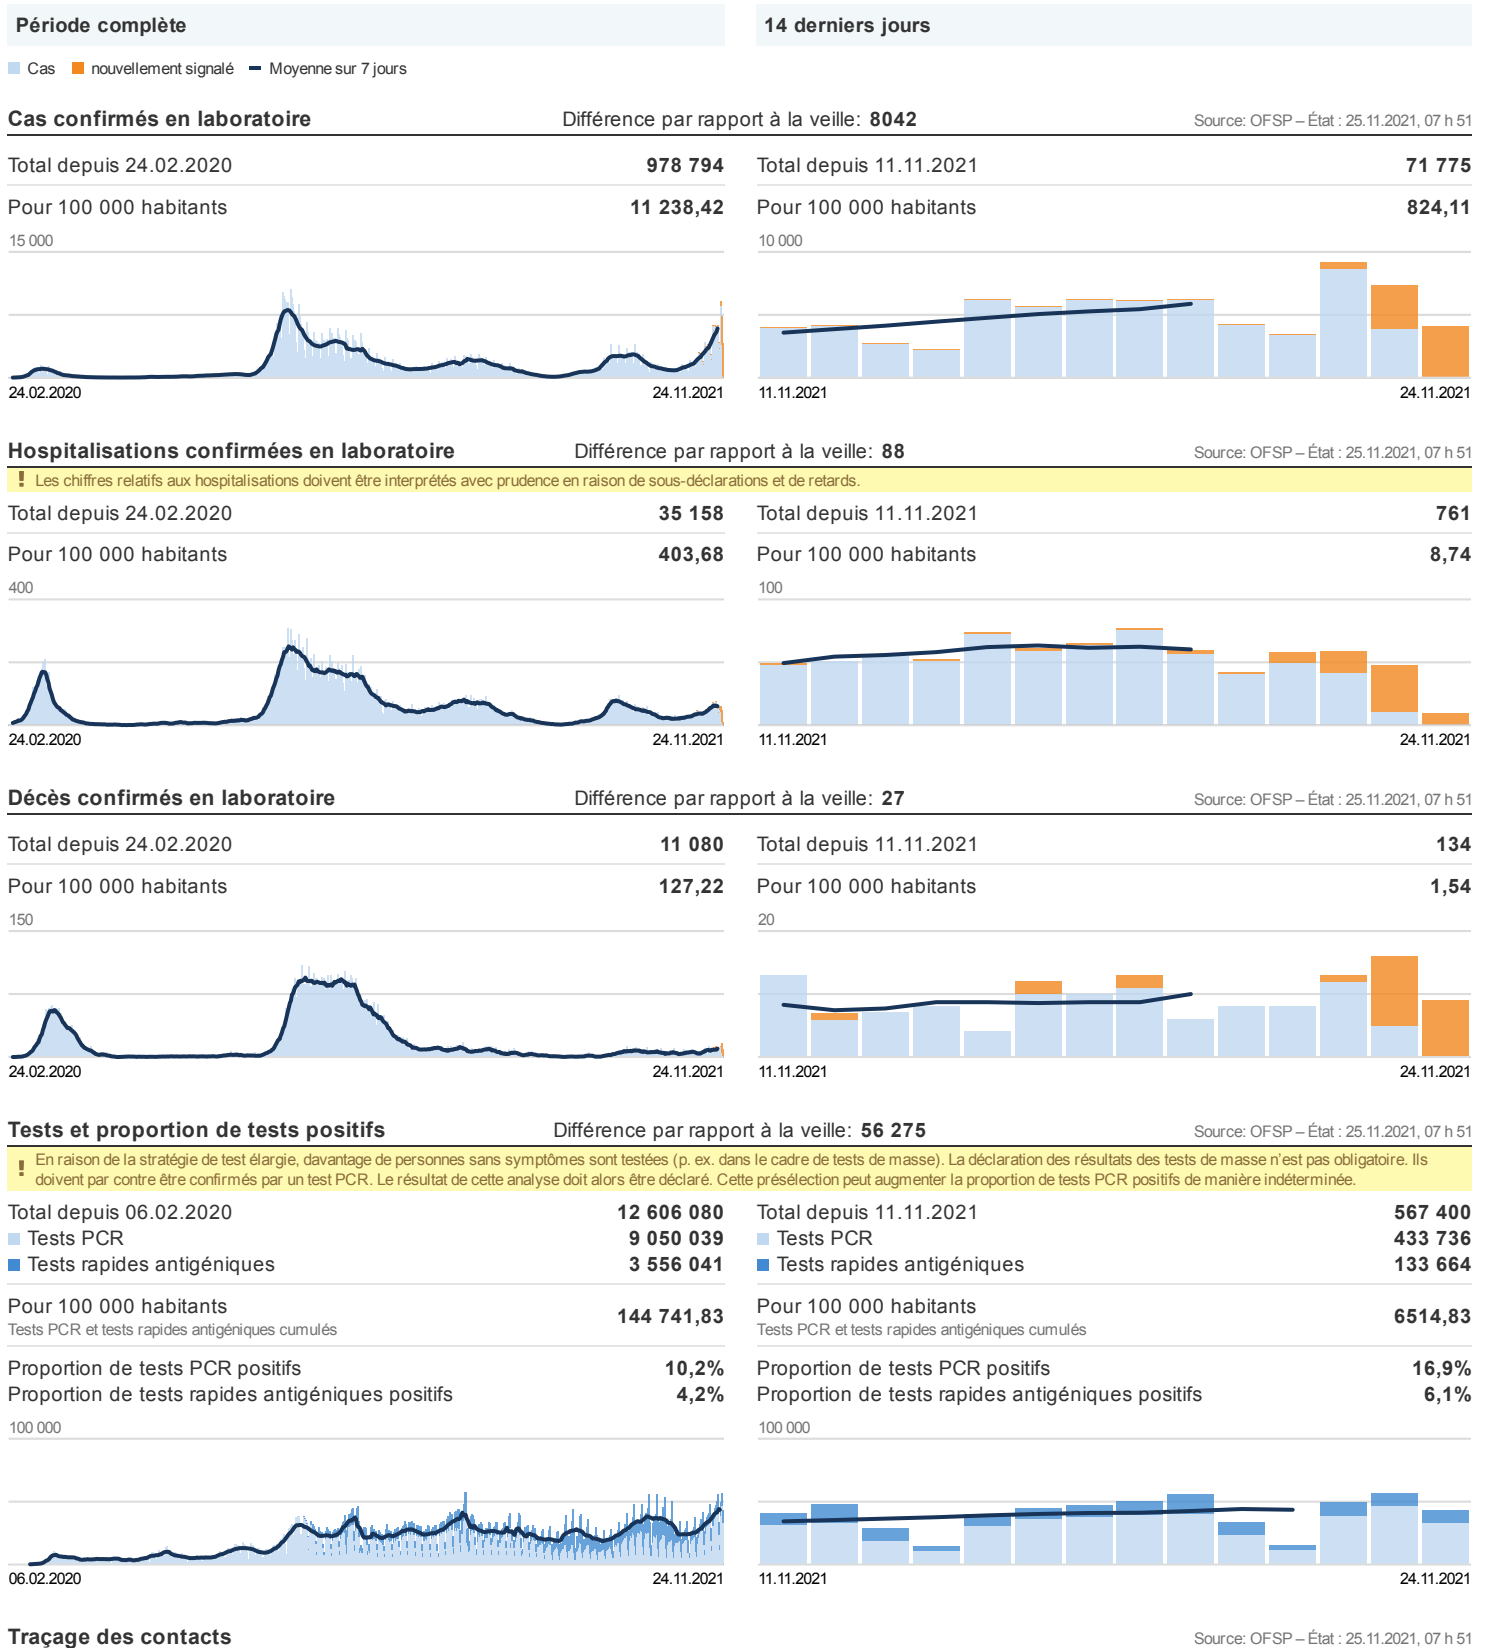 Période complète
14 derniers jours
Cas nouvellement signalé Moyenne sur 7 jours
Cas confirmés en laboratoire Différence par rapport à la veille: 8042 Source: OFSP – État : 25.11.2021, 07 h 51
Total depuis 24.02.2020 978 794
Pour 100 000 habitants 11 238,42
15 000
24.02.2020 24.11.2021
Total depuis 11.11.2021 71 775
Pour 100 000 habitants 824,11
10 000
11.11.2021 24.11.2021
Hospitalisations confirmées en laboratoire Différence par rapport à la veille: 88 Source: OFSP – État : 25.11.2021, 07 h 51
! Les chiffres relatifs aux hospitalisations doivent être interprétés avec prudence en raison de sous-déclarations et de retards.
Total depuis 24.02.2020 35 158
Pour 100 000 habitants 403,68
400
24.02.2020 24.11.2021
Total depuis 11.11.2021 761
Pour 100 000 habitants 8,74
100
11.11.2021 24.11.2021
Décès confirmés en laboratoire Différence par rapport à la veille: 27 Source: OFSP – État : 25.11.2021, 07 h 51
Total depuis 24.02.2020 11 080
Pour 100 000 habitants 127,22
150
24.02.2020 24.11.2021
Total depuis 11.11.2021 134
Pour 100 000 habitants 1,54
20
11.11.2021 24.11.2021
Tests et proportion de tests positifs Différence par rapport à la veille: 56 275 Source: OFSP – État : 25.11.2021, 07 h 51
! En raison de la stratégie de test élargie, davantage de personnes sans symptômes sont testées (p. ex. dans le cadre de tests de masse). La déclaration des résultats des tests de masse n’est pas obligatoire. Ils
doivent par contre être confirmés par un test PCR. Le résultat de cette analyse doit alors être déclaré. Cette présélection peut augmenter la proportion de tests PCR positifs de manière indéterminée.
Total depuis 06.02.2020 12 606 080
Tests PCR 9 050 039
Tests rapides antigéniques 3 556 041
Pour 100 000 habitants 144 741,83
Tests PCR et tests rapides antigéniques cumulés
Proportion de tests PCR positifs 10,2%
Proportion de tests rapides antigéniques positifs 4,2%
100 000
06.02.2020 24.11.2021
Total depuis 11.11.2021 567 400
Tests PCR 433 736
Tests rapides antigéniques 133 664
Pour 100 000 habitants 6514,83
Tests PCR et tests rapides antigéniques cumulés
Proportion de tests PCR positifs 16,9%
Proportion de tests rapides antigéniques positifs 6,1%
100 000
11.11.2021 24.11.2021
Traçage des contacts Source: OFSP – État : 25.11.2021, 07 h 51